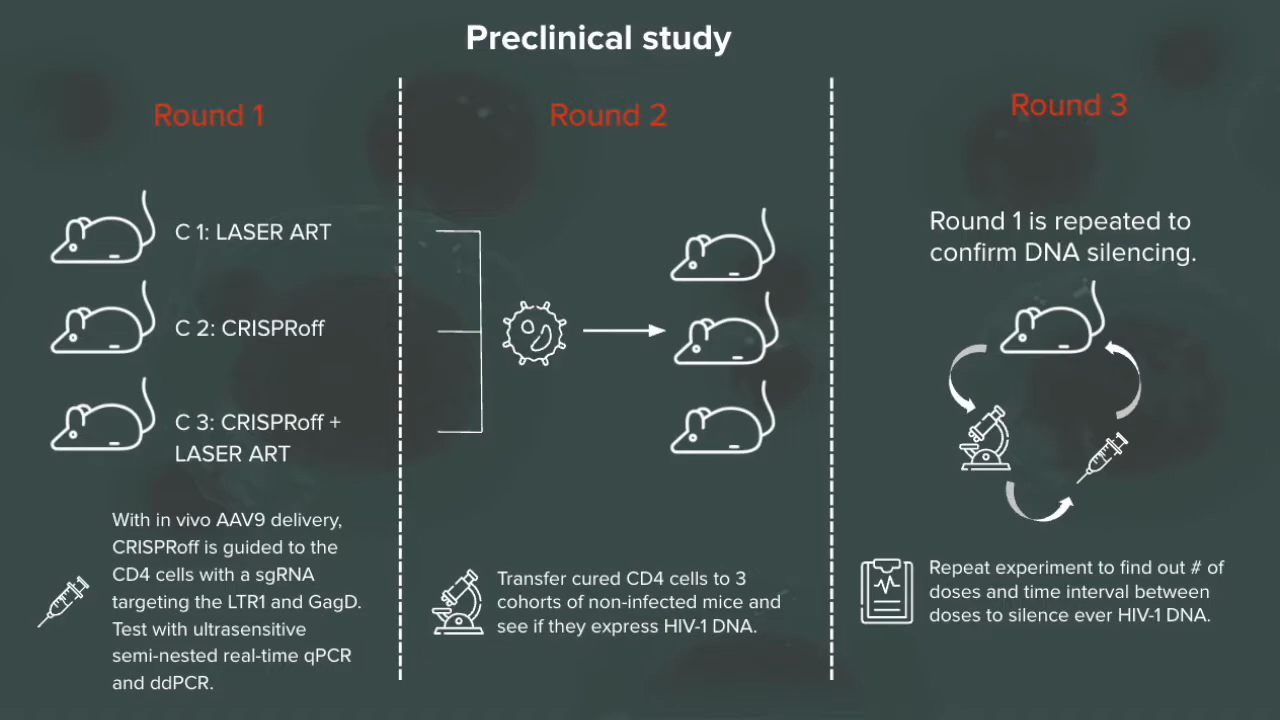 Preclinical study
Round 1
C 1: LASER ART
C 2: CRISPRoff
C 3: CRISPRoff +
LASER ART
With in vivo AAV9 delivery,
CRISPRoff is guided to the
CD4 cells with a sgRNA
targeting the LTR1 and GagD.
Test with ultrasensitive
semi-nested real-time qPCR
and ddPCR.
Round 2
Transfer cured CD4 cells to 3
cohorts of non-infected mice and
see if they express HIV-1 DNA.
Round 3
Round 1 is repeated to
confirm DNA silencing.
Repeat experiment to find out # of
doses and time interval between
doses to silence ever HIV-1 DNA.